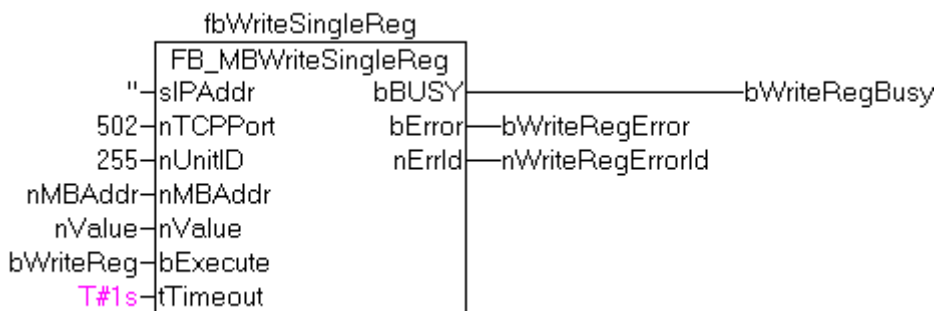 fbWriteSingleReg
FB_MBWriteSingleReg
'' sIPAddr bBUSY bWriteRegBusy
502 nTCPPort bError bWriteRegError
255 nUnitID nErrId nWriteRegErrorId
nMBAddr nMBAddr
nValue nValue
bWriteReg bExecute
T#1s tTimeout